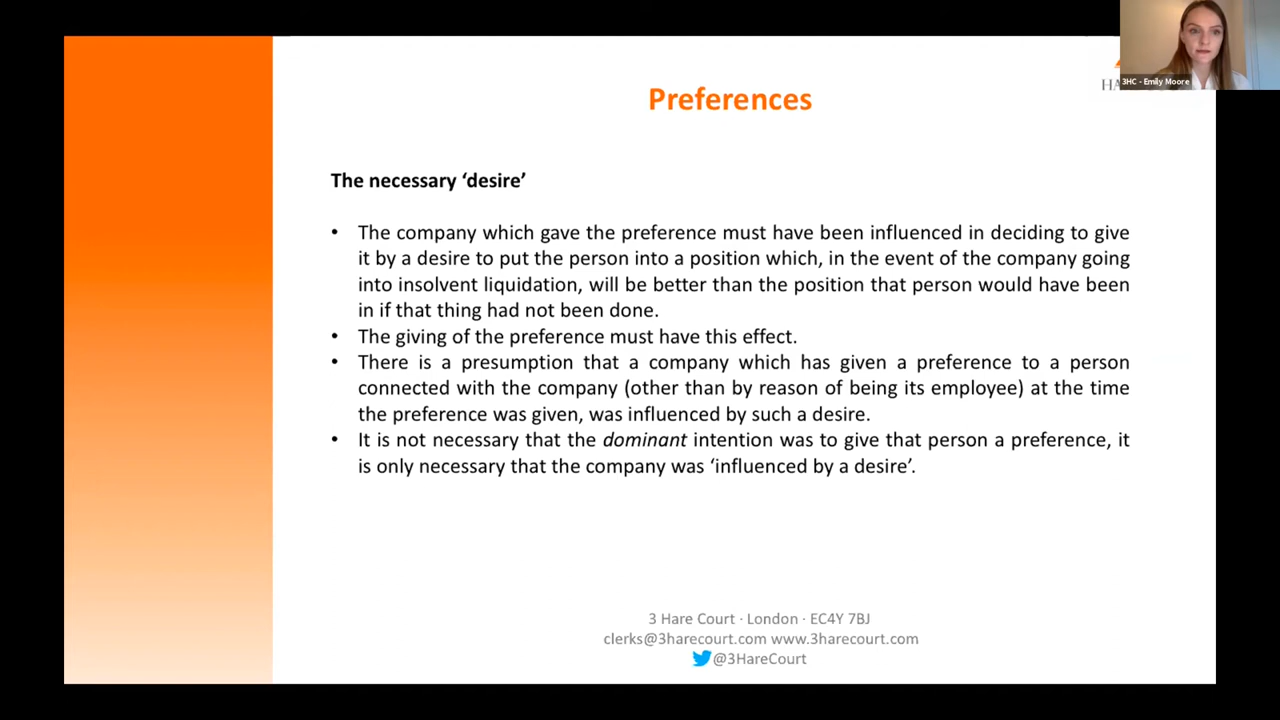 3HC - Emily Moore
HA
Preferences
The necessary ‘desire’
• The company which gave the preference must have been influenced in deciding to give
it by a desire to put the person into a position which, in the event of the company going
into insolvent liquidation, will be better than the position that person would have been
in if that thing had not been done.
• The giving of the preference must have this effect.
• There is a presumption that a company which has given a preference to a person
connected with the company (other than by reason of being its employee) at the time
the preference was given, was influenced by such a desire.
• It is not necessary that the dominant intention was to give that person a preference, it
is only necessary that the company was ‘influenced by a desire’.
3 Hare Court · London · EC4Y 7BJ
clerks@3harecourt.com www.3harecourt.com
@3HareCourt